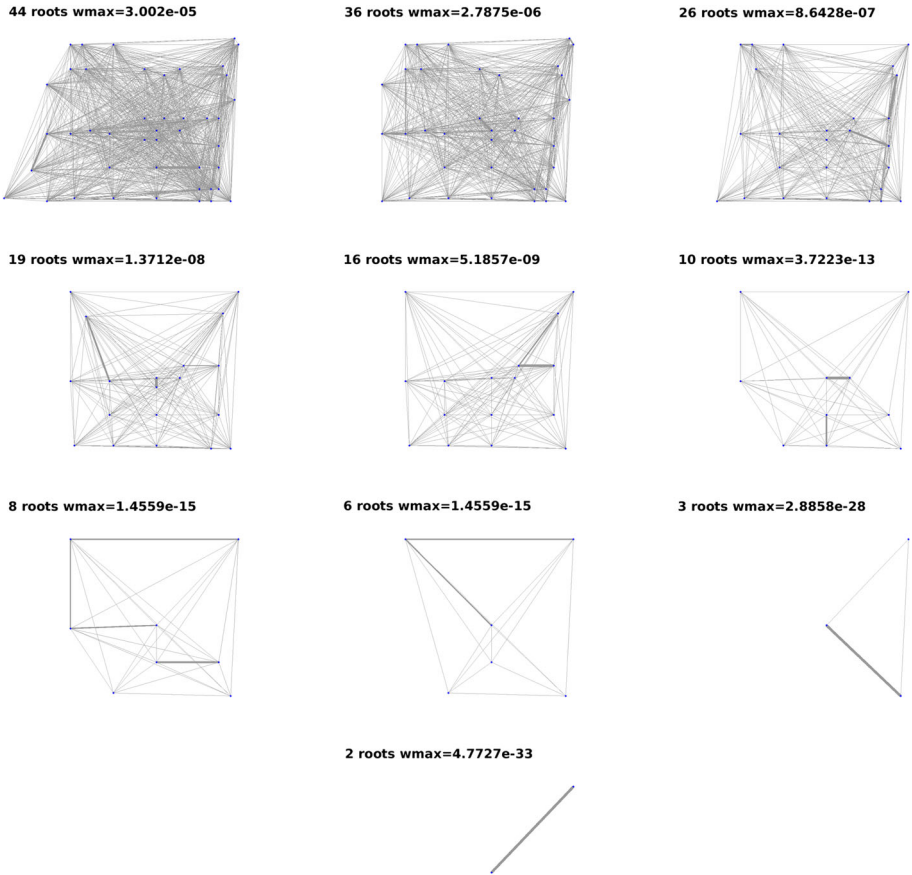 44 roots wmax=3.002e-05
36 roots wmax=2.7875e-06
26 roots wmax=8.6428e-07
19 roots wmax=1.3712e-08
16 roots wmax=5.1857e-09
10 roots wmax=3.7223e-13
8 roots wmax=1.4559e-15
6 roots wmax=1.4559e-15
3 roots wmax=2.8858e-28
2 roots wmax=4.7727e-33